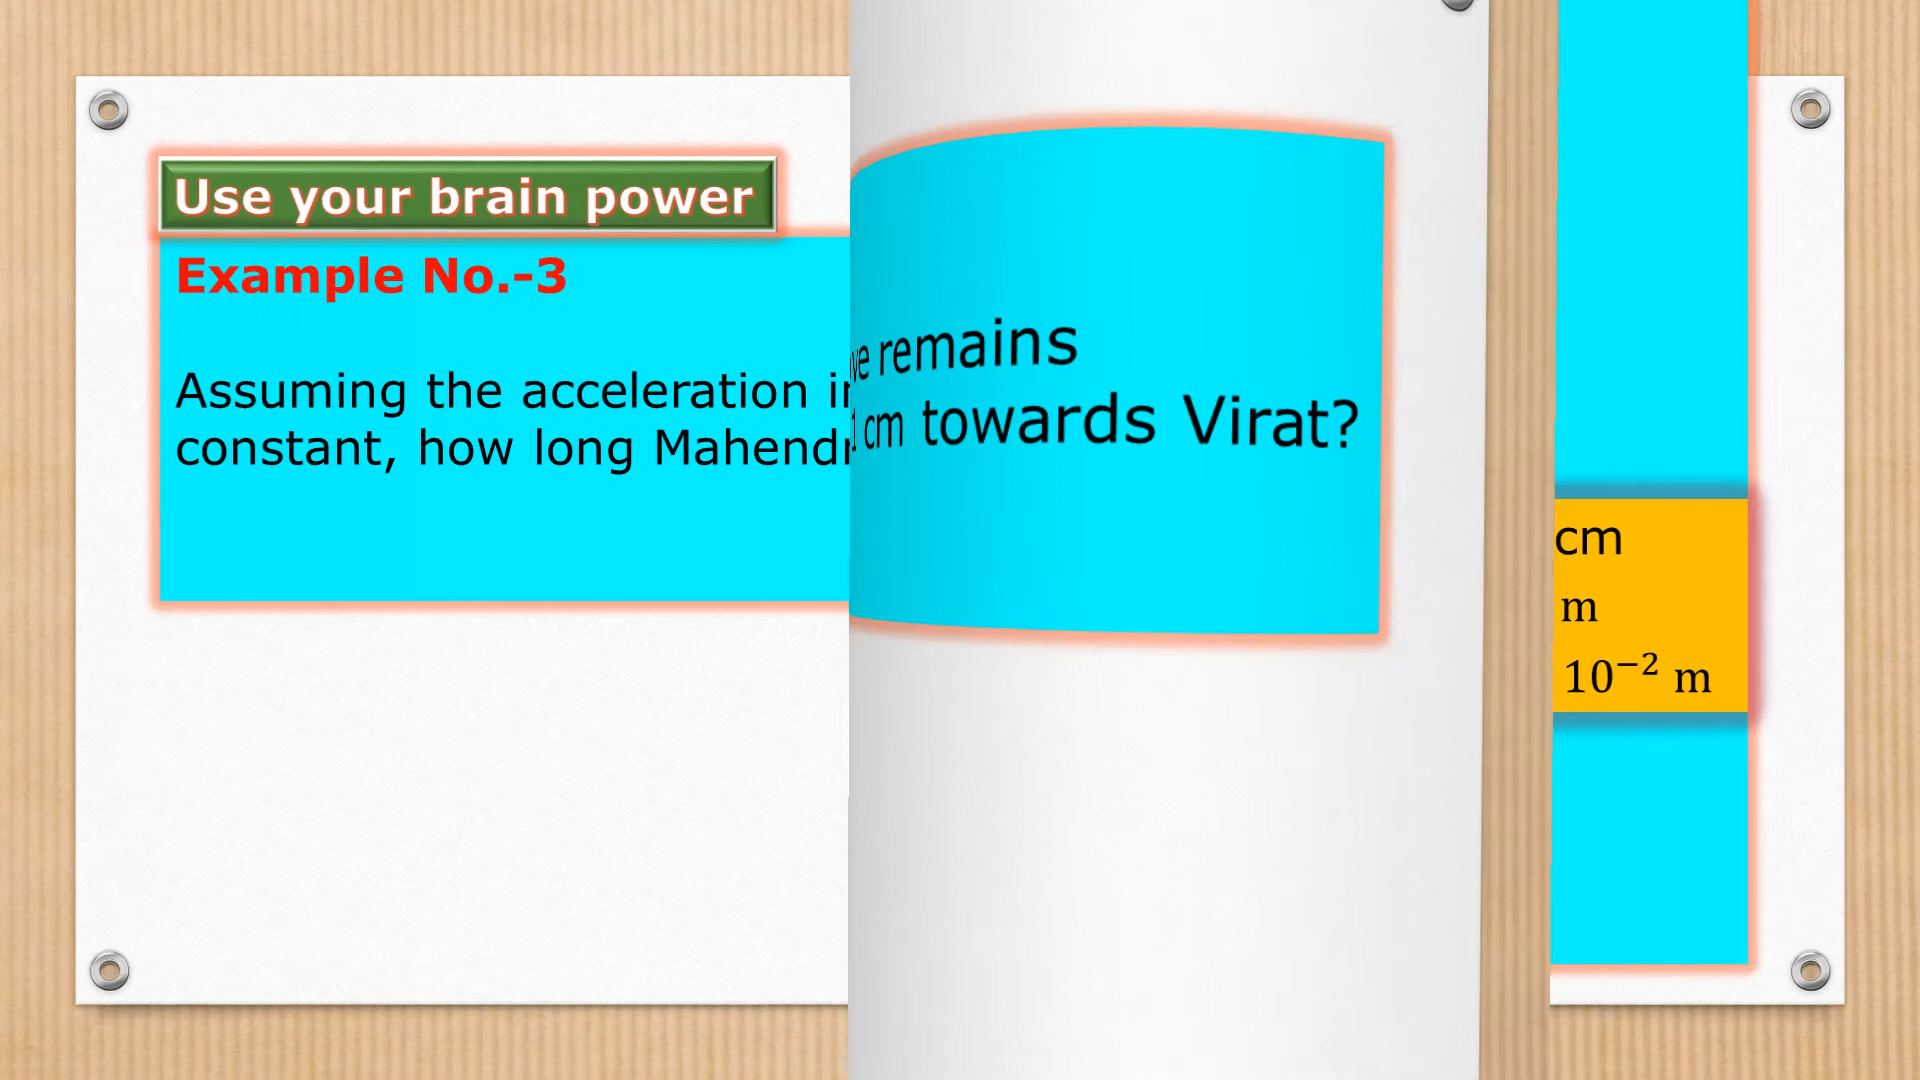 Use your brain power
Example No.-3
Assuming the acceleration
remains
constant, how long
cm towards Virat?
cm
m
10⁻² m